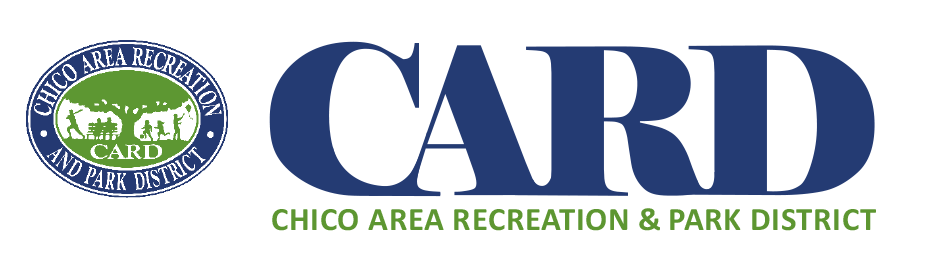 CHICO AREA RECREATION
CARD
AND PARK DISTRICT
CARD
CHICO AREA RECREATION & PARK DISTRICT